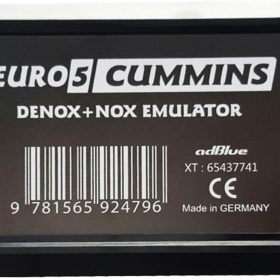 EURO5 CUMMINS
DENOX+NOX EMULATOR
adBlue
XT : 65437741
CE
9 781565 924796
Made in GERMANY